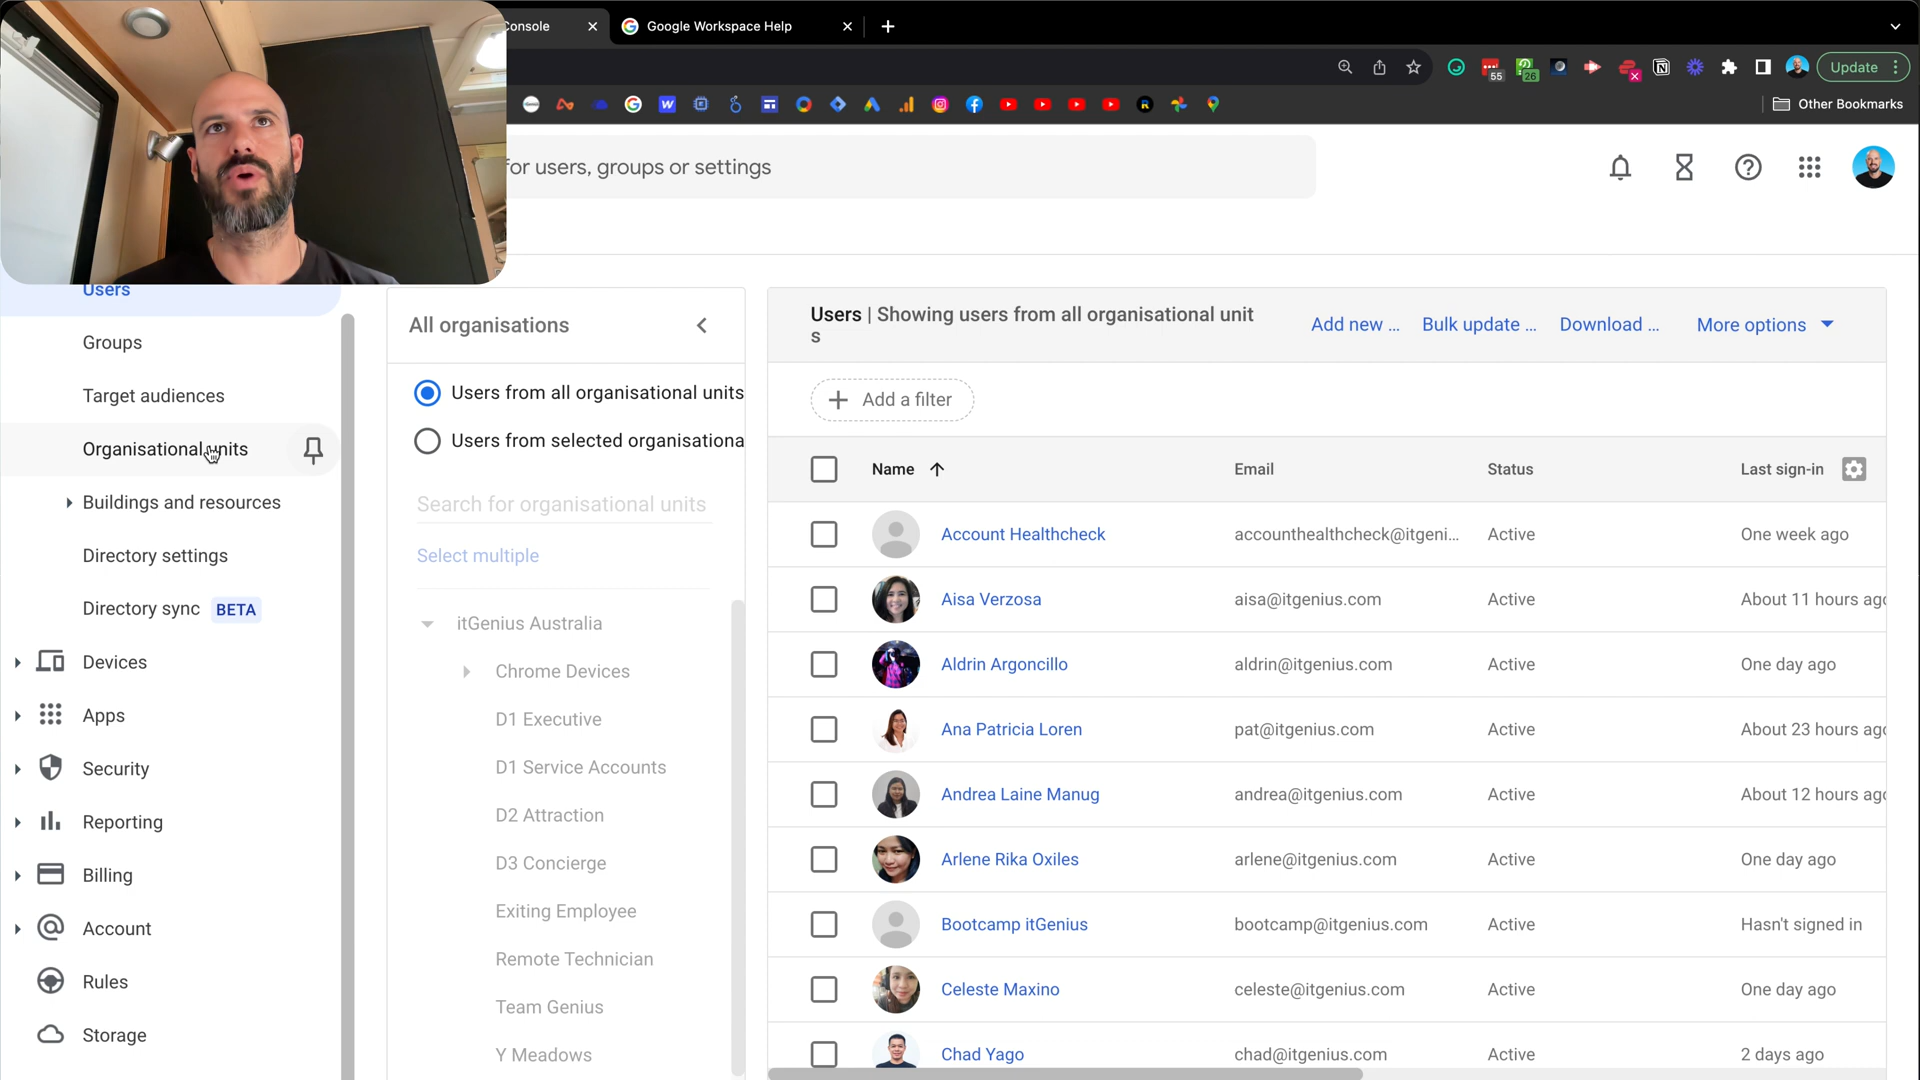 Console
Google Workspace Help
55
26
Update
Other Bookmarks
for users, groups or settings
Users
Groups
Target audiences
Organisational units
Buildings and resources
Directory settings
Directory sync BETA
Devices
Apps
Security
Reporting
Billing
Account
Rules
Storage
All organisations
Users from all organisational units
Users from selected organisationa
Search for organisational units
Select multiple
itGenius Australia
Chrome Devices
D1 Executive
D1 Service Accounts
D2 Attraction
D3 Concierge
Exiting Employee
Remote Technician
Team Genius
Y Meadows
Users | Showing users from all organisational unit
s
Add new ... Bulk update ... Download ... More options
Add a filter
Name Email Status Last sign-in
Account Healthcheck accounthealthcheck@itgeni... Active One week ago
Aisa Verzosa aisa@itgenius.com Active About 11 hours ago
Aldrin Argoncillo aldrin@itgenius.com Active One day ago
Ana Patricia Loren pat@itgenius.com Active About 23 hours ago
Andrea Laine Manug andrea@itgenius.com Active About 12 hours ago
Arlene Rika Oxiles arlene@itgenius.com Active One day ago
Bootcamp itGenius bootcamp@itgenius.com Active Hasn't signed in
Celeste Maxino celeste@itgenius.com Active One day ago
Chad Yago chad@itgenius.com Active 2 days ago